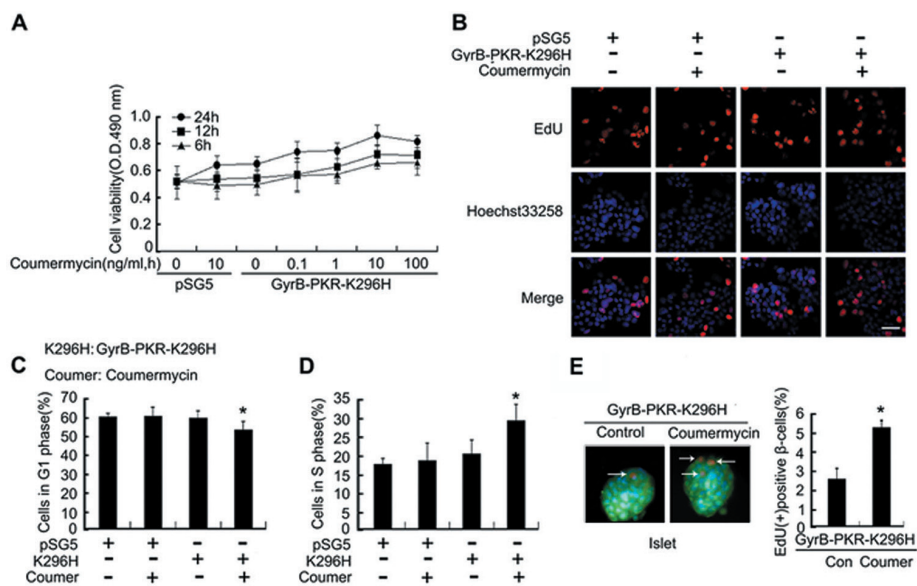 A
Cell viability(O.D.490 nm)
1.0
0.8
0.6
0.4
0.2
0
24h
12h
6h
Coumermycin(ng/ml,h) 0 10 0 0.1 1 10 100
pSG5 GyrB-PKR-K296H
B
pSG5 + + - -
GyrB-PKR-K296H - - + +
Coumermycin - + - +
EdU
Hoechst33258
Merge
K296H: GyrB-PKR-K296H
Coumer: Coumermycin
C
Cells in G1 phase(%)
70
60
50
40
30
20
10
0
*
pSG5 + + - -
K296H - - + +
Coumer - + - +
D
Cells in S phase(%)
35
30
25
20
15
10
5
0
*
pSG5 + + - -
K296H - - + +
Coumer - + - +
E
GyrB-PKR-K296H
Control Coumermycin
Islet
EdU(+)positive β-cells(%)
6
5
4
3
2
1
0
*
GyrB-PKR-K296H
Con Coumer